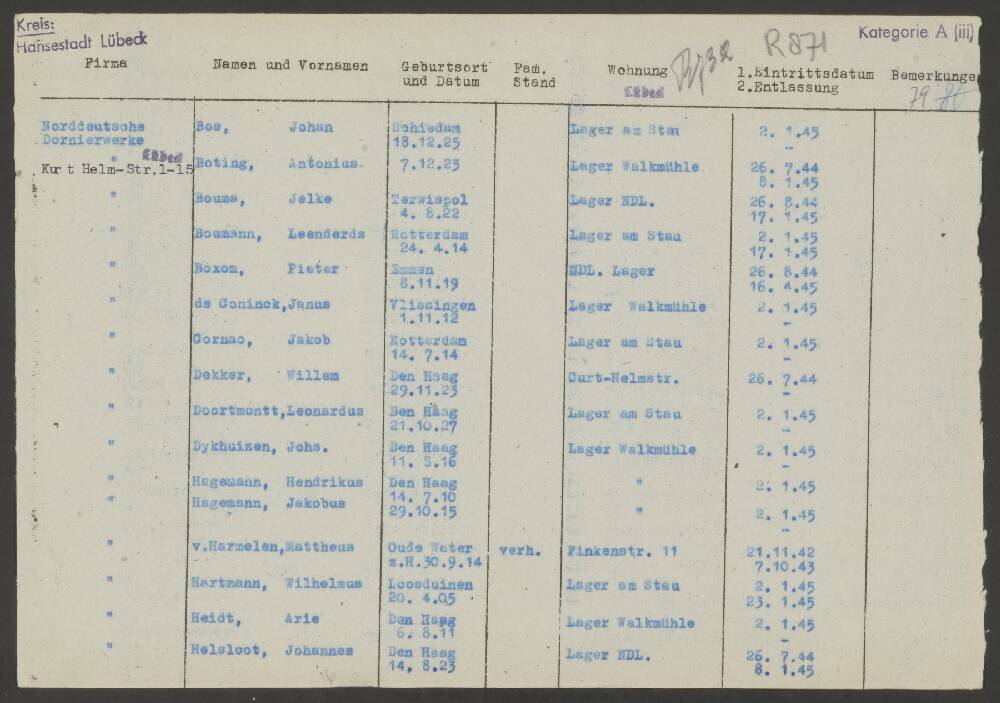 Kreis:
Hansestadt Lübeck
R 871
Kategorie A (iii)
Firma Namen und Vornamen Geburtsort und Datum Fam. Stand Wohnung Lübeck 1.Eintrittsdatum 2.Entlassung Bemerkunge
79 80
Norddeutsche Bos, Johan Schiedam Lager am Stau 2. 1.45
Dornierwerke 18.12.25 -
Lübeck
" Boting, Antonius 7.12.23 Lager Walkmühle 26. 7.44
Kurt Helm-Str.1-15 8. 1.45
" Bouma, Jelke Terwispol Lager NDL. 26. 8.44
4. 8.22 17. 1.45
" Boumann, Leenderds Rotterdam Lager am Stau 2. 1.45
24. 4.14 17. 1.45
" Boxom, Pieter Emmen NDL. Lager 26. 8.44
8.11.19 16. 4.45
" de Coninck, Janus Vlissingen Lager Walkmühle 2. 1.45
1.11.12 -
" Cornao, Jakob Rotterdam Lager am Stau 2. 1.45
14. 7.14 -
" Dekker, Willem Den Haag Curt-Helmstr. 26. 7.44
29.11.23 -
" Doortmontt, Leonardus Den Haag Lager am Stau 2. 1.45
21.10.27 -
" Dykhuizen, Johs. Den Haag Lager Walkmühle 2. 1.45
11. 3.16 -
" Hagemann, Hendrikus Den Haag " 2. 1.45
14. 7.10 -
" Hagemann, Jakobus 29.10.15 " 2. 1.45
-
" v.Harmelen, Mattheus Oude Water verh. Finkenstr. 11 21.11.42
z.H.30.9.14 7.10.43
" Hartmann, Wilhelmus Loosduinen Lager am Stau 2. 1.45
20. 4.05 23. 1.45
" Heidt, Arie Den Haag Lager Walkmühle 2. 1.45
6. 8.11 -
" Helsloot, Johannes Den Haag Lager NDL. 26. 7.44
14. 8.23 8. 1.45